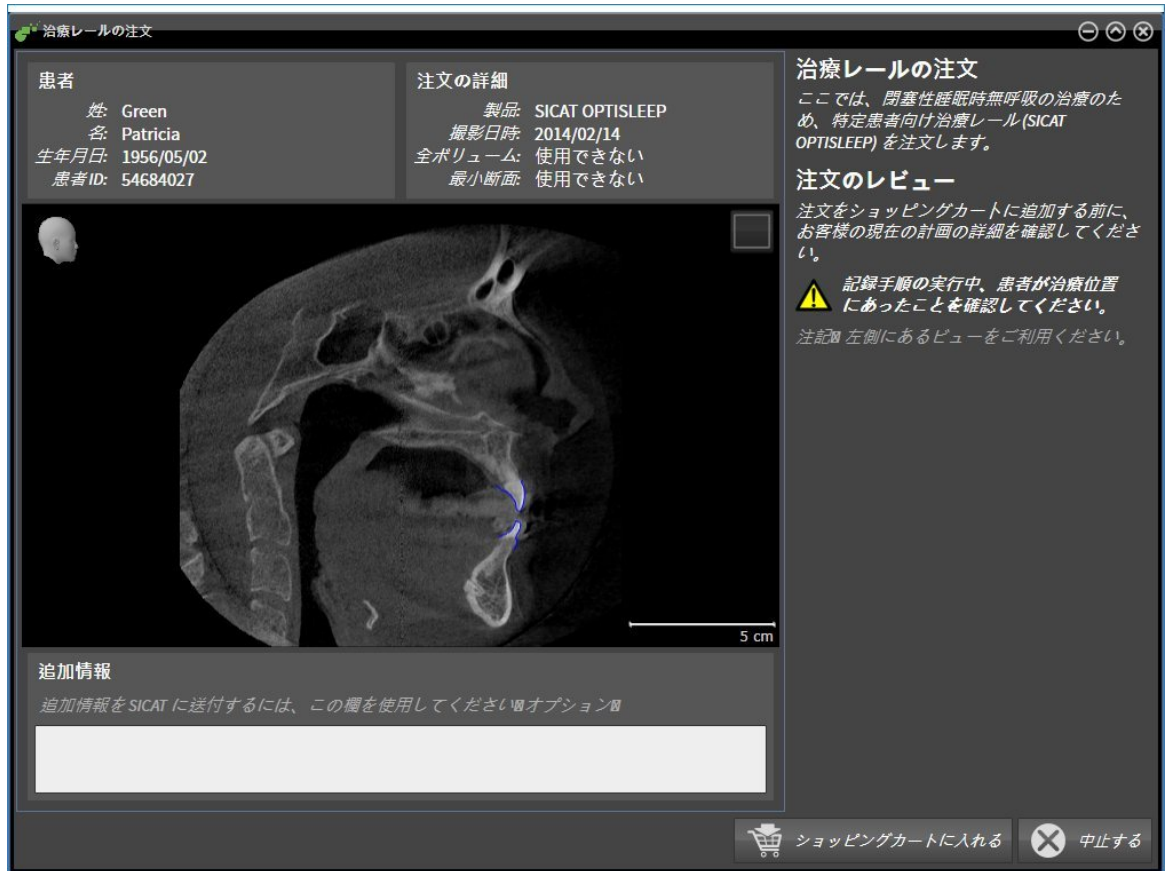 治療レールの注文
患者
姓: Green
名: Patricia
生年月日: 1956/05/02
患者ID: 54684027
注文の詳細
製品: SICAT OPTISLEEP
撮影日時: 2014/02/14
全ボリューム: 使用できない
最小断面: 使用できない
5 cm
追加情報
追加情報を SICAT に送付するには、この欄を使用してください オプション
治療レールの注文
ここでは、閉塞性睡眠時無呼吸の治療のた
め、特定患者向け治療レール (SICAT
OPTISLEEP) を注文します。
注文のレビュー
注文をショッピングカートに追加する前に、
お客様の現在の計画の詳細を確認してくださ
い。
記録手順の実行中、患者が治療位置
にあったことを確認してください。
注記 左側にあるビューをご利用ください。
ショッピングカートに入れる
中止する